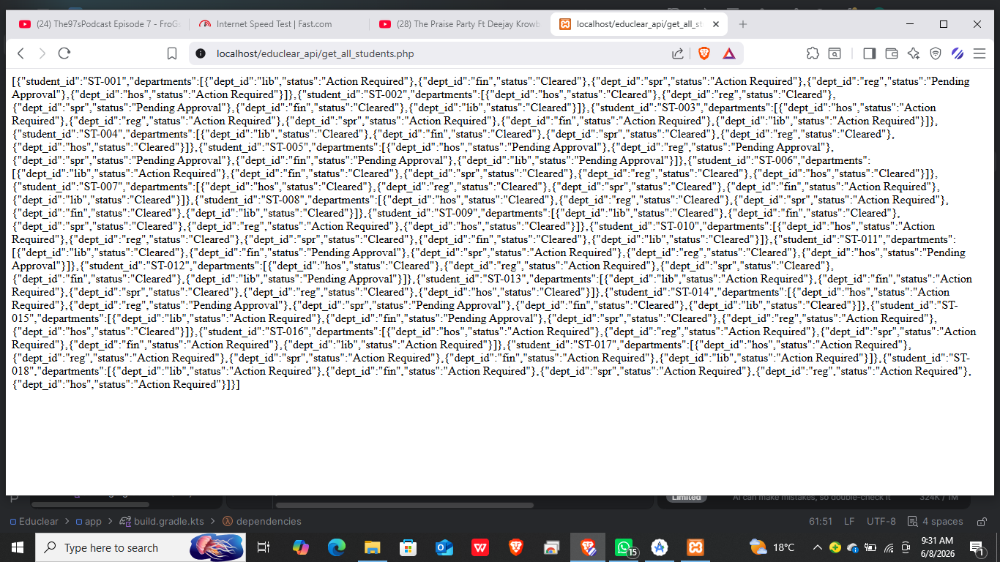 (24) The97sPodcast Episode 7 - FroGs
Internet Speed Test | Fast.com
(28) The Praise Party Ft Deejay Krowb
localhost/educlear_api/get_all_st
localhost/educlear_api/get_all_students.php
[{"student_id":"ST-001","departments":[{"dept_id":"lib","status":"Action Required"},{"dept_id":"fin","status":"Cleared"},{"dept_id":"spr","status":"Action Required"},{"dept_id":"reg","status":"Pending
Approval"},{"dept_id":"hos","status":"Action Required"}]},{"student_id":"ST-002","departments":[{"dept_id":"hos","status":"Cleared"},{"dept_id":"reg","status":"Cleared"},
{"dept_id":"spr","status":"Pending Approval"},{"dept_id":"fin","status":"Cleared"},{"dept_id":"lib","status":"Cleared"}]},{"student_id":"ST-003","departments":[{"dept_id":"hos","status":"Action
Required"},{"dept_id":"reg","status":"Action Required"},{"dept_id":"spr","status":"Action Required"},{"dept_id":"fin","status":"Action Required"},{"dept_id":"lib","status":"Action Required"}]},
{"student_id":"ST-004","departments":[{"dept_id":"lib","status":"Cleared"},{"dept_id":"fin","status":"Cleared"},{"dept_id":"spr","status":"Cleared"},{"dept_id":"reg","status":"Cleared"},
{"dept_id":"hos","status":"Cleared"}]},{"student_id":"ST-005","departments":[{"dept_id":"hos","status":"Pending Approval"},{"dept_id":"reg","status":"Pending Approval"},
{"dept_id":"spr","status":"Pending Approval"},{"dept_id":"fin","status":"Pending Approval"},{"dept_id":"lib","status":"Pending Approval"}]},{"student_id":"ST-006","departments":
[{"dept_id":"lib","status":"Action Required"},{"dept_id":"fin","status":"Cleared"},{"dept_id":"spr","status":"Cleared"},{"dept_id":"reg","status":"Cleared"},{"dept_id":"hos","status":"Cleared"}]},
{"student_id":"ST-007","departments":[{"dept_id":"hos","status":"Cleared"},{"dept_id":"reg","status":"Cleared"},{"dept_id":"spr","status":"Cleared"},{"dept_id":"fin","status":"Action Required"},
{"dept_id":"lib","status":"Cleared"}]},{"student_id":"ST-008","departments":[{"dept_id":"hos","status":"Cleared"},{"dept_id":"reg","status":"Cleared"},{"dept_id":"spr","status":"Action Required"},
{"dept_id":"fin","status":"Cleared"},{"dept_id":"lib","status":"Cleared"}]},{"student_id":"ST-009","departments":[{"dept_id":"lib","status":"Cleared"},{"dept_id":"fin","status":"Cleared"},
{"dept_id":"spr","status":"Cleared"},{"dept_id":"reg","status":"Action Required"},{"dept_id":"hos","status":"Cleared"}]},{"student_id":"ST-010","departments":[{"dept_id":"hos","status":"Action
Required"},{"dept_id":"reg","status":"Cleared"},{"dept_id":"spr","status":"Cleared"},{"dept_id":"fin","status":"Cleared"},{"dept_id":"lib","status":"Cleared"}]},{"student_id":"ST-011","departments":
[{"dept_id":"lib","status":"Cleared"},{"dept_id":"fin","status":"Pending Approval"},{"dept_id":"spr","status":"Action Required"},{"dept_id":"reg","status":"Cleared"},{"dept_id":"hos","status":"Pending
Approval"}]},{"student_id":"ST-012","departments":[{"dept_id":"hos","status":"Cleared"},{"dept_id":"reg","status":"Action Required"},{"dept_id":"spr","status":"Cleared"},
{"dept_id":"fin","status":"Cleared"},{"dept_id":"lib","status":"Pending Approval"}]},{"student_id":"ST-013","departments":[{"dept_id":"lib","status":"Action Required"},{"dept_id":"fin","status":"Action
Required"},{"dept_id":"spr","status":"Cleared"},{"dept_id":"reg","status":"Cleared"},{"dept_id":"hos","status":"Cleared"}]},{"student_id":"ST-014","departments":[{"dept_id":"hos","status":"Action
Required"},{"dept_id":"reg","status":"Pending Approval"},{"dept_id":"spr","status":"Pending Approval"},{"dept_id":"fin","status":"Cleared"},{"dept_id":"lib","status":"Cleared"}]},{"student_id":"ST-
015","departments":[{"dept_id":"lib","status":"Action Required"},{"dept_id":"fin","status":"Pending Approval"},{"dept_id":"spr","status":"Cleared"},{"dept_id":"reg","status":"Action Required"},
{"dept_id":"hos","status":"Cleared"}]},{"student_id":"ST-016","departments":[{"dept_id":"hos","status":"Action Required"},{"dept_id":"reg","status":"Action Required"},{"dept_id":"spr","status":"Action
Required"},{"dept_id":"fin","status":"Action Required"},{"dept_id":"lib","status":"Action Required"}]},{"student_id":"ST-017","departments":[{"dept_id":"hos","status":"Action Required"},
{"dept_id":"reg","status":"Action Required"},{"dept_id":"spr","status":"Action Required"},{"dept_id":"fin","status":"Action Required"},{"dept_id":"lib","status":"Action Required"}]},{"student_id":"ST-
018","departments":[{"dept_id":"lib","status":"Action Required"},{"dept_id":"fin","status":"Action Required"},{"dept_id":"spr","status":"Action Required"},{"dept_id":"reg","status":"Action Required"},
{"dept_id":"hos","status":"Action Required"}]}]
Limited
AI can make mistakes, so double-check it
324K / 1M
Educlear > app > build.gradle.kts > dependencies
61:51 LF UTF-8 4 spaces
Type here to search
15
18°C
9:31 AM
6/8/2026
1